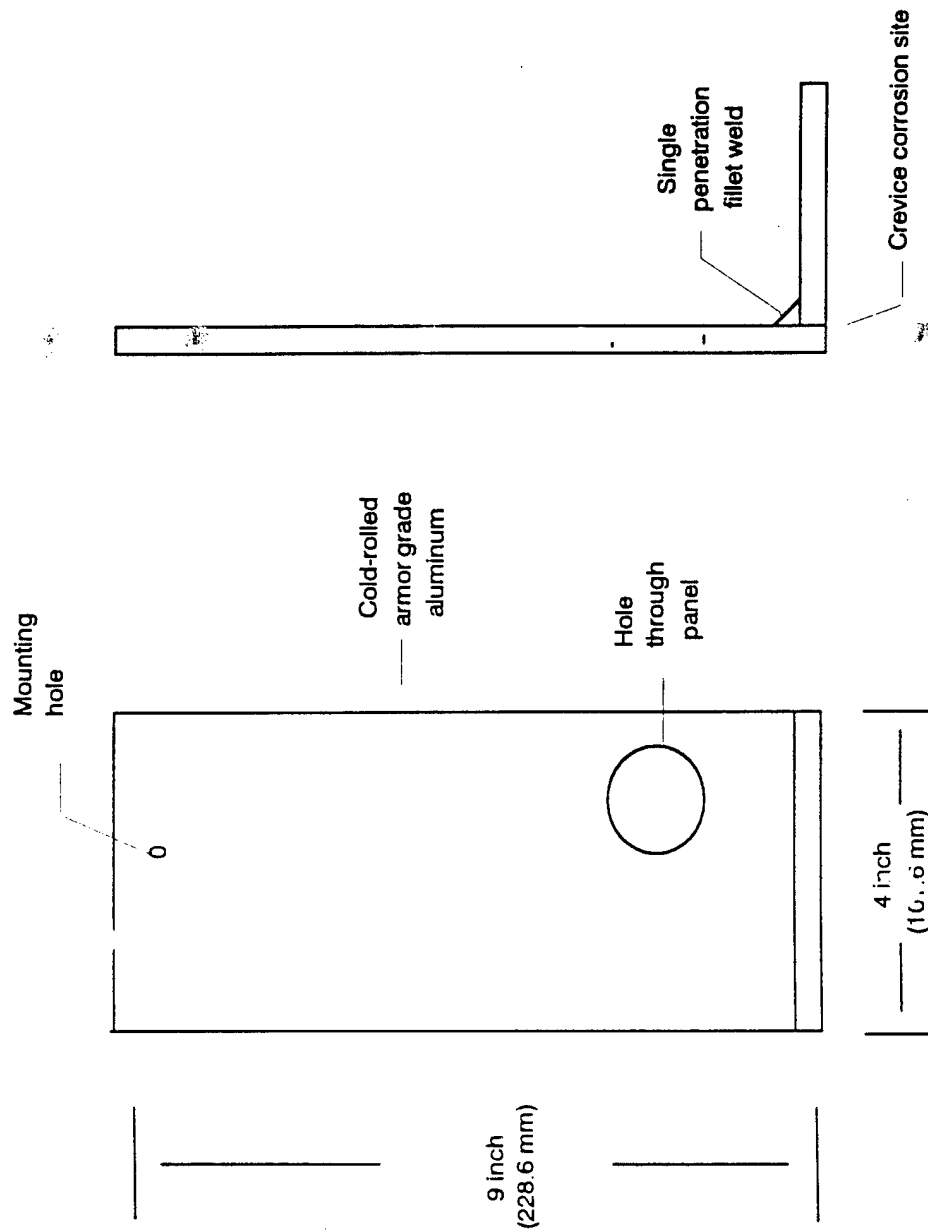 Mounting
hole
Cold-rolled
armor grade
aluminum
Hole
through
panel
9 inch
(228.6 mm)
4 inch
mm)
Single
penetration
fillet weld
Crevice corrosion site